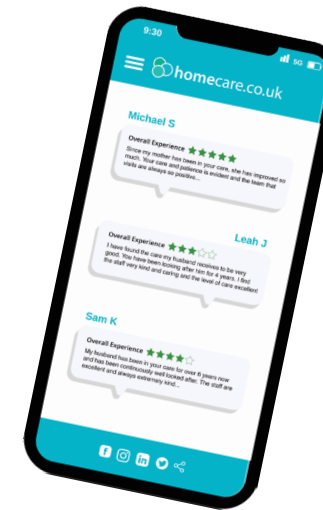 9:30
5G
homecare.co.uk
Michael S
Overall Experience
Since my mother has been in your care, she has improved so
much. Your care and patience is evident and the team that
visits are always so positive...
Leah J
Overall Experience
I have found the care my husband receives to be very
good. You have been looking after him for 4 years. I find
the staff very kind and caring and the level of care excellent
Sam K
Overall Experience
My husband has been in your care for over 6 years now
and has been continuously well looked after. The staff are
excellent and always extremely kind...